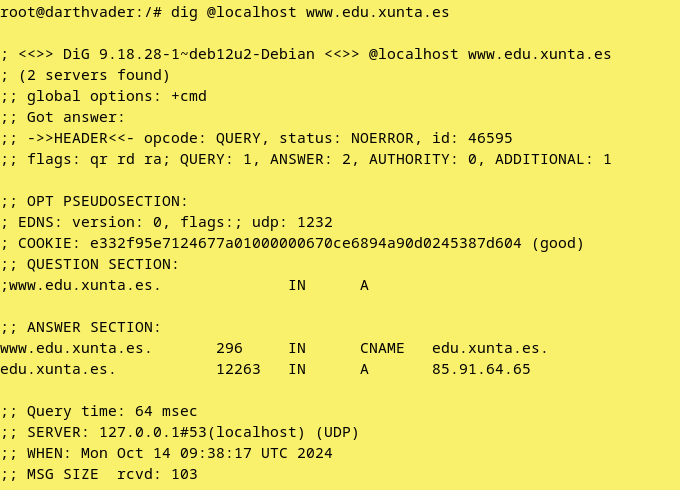 root@darthvader:/# dig @localhost www.edu.xunta.es
; <<>> DiG 9.18.28-1~deb12u2-Debian <<>> @localhost www.edu.xunta.es
; (2 servers found)
;; global options: +cmd
;; Got answer:
;; ->>HEADER<<- opcode: QUERY, status: NOERROR, id: 46595
;; flags: qr rd ra; QUERY: 1, ANSWER: 2, AUTHORITY: 0, ADDITIONAL: 1
;; OPT PSEUDOSECTION:
; EDNS: version: 0, flags:; udp: 1232
; COOKIE: e332f95e7124677a01000000670ce6894a90d0245387d604 (good)
;; QUESTION SECTION:
;www.edu.xunta.es. IN A
;; ANSWER SECTION:
www.edu.xunta.es. 296 IN CNAME edu.xunta.es.
edu.xunta.es. 12263 IN A 85.91.64.65
;; Query time: 64 msec
;; SERVER: 127.0.0.1#53(localhost) (UDP)
;; WHEN: Mon Oct 14 09:38:17 UTC 2024
;; MSG SIZE  rcvd: 103